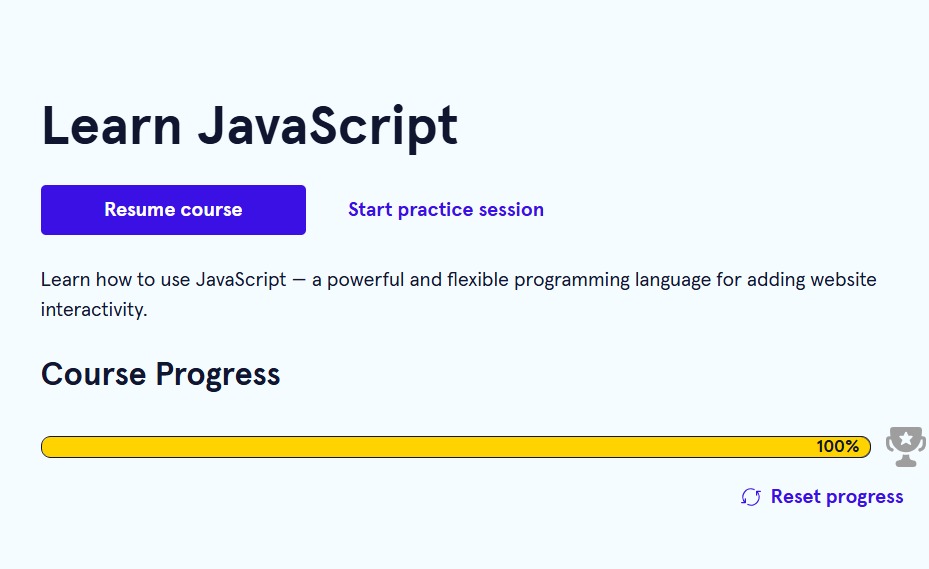 Learn JavaScript
Resume course
Start practice session
Learn how to use JavaScript — a powerful and flexible programming language for adding website
interactivity.
Course Progress
100%
Reset progress